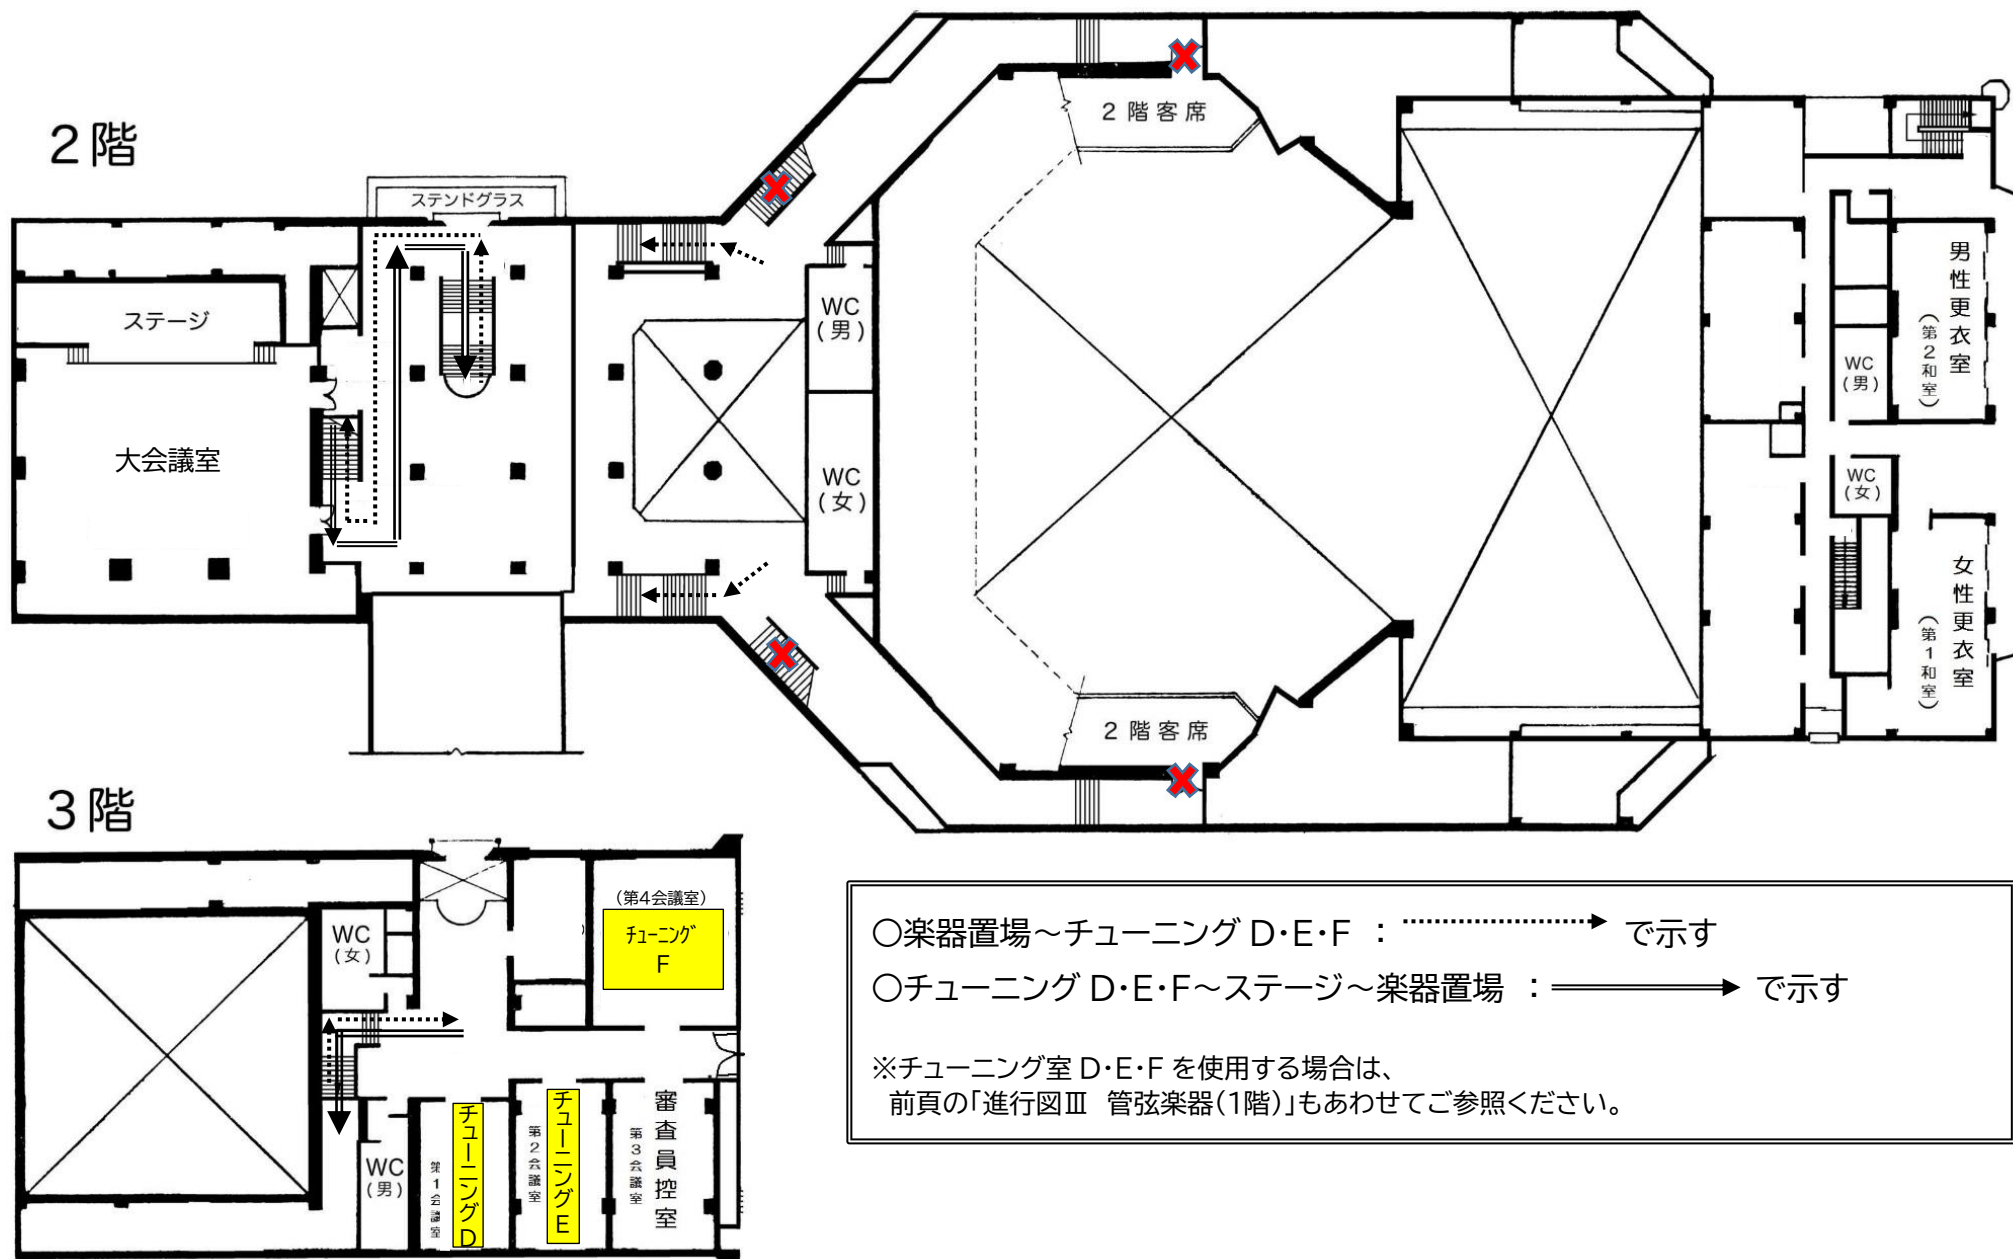 2階
ステンドグラス
2階客席
ステージ
大会議室
WC
(男)
WC
(女)
男性更衣室
(第2和室)
WC
(男)
WC
(女)
女性更衣室
(第1和室)
2階客席
3階
WC
(女)
(第4会議室)
チューニング
F
WC
(男)
第1会議室
チューニングD
第2会議室
チューニングE
第3会議室
審査員控室
○楽器置場～チューニング D・E・F : で示す
○チューニング D・E・F～ステージ～楽器置場 : で示す
※チューニング室 D・E・F を使用する場合は、
前頁の「進行図Ⅲ 管弦楽器(1階)」もあわせてご参照ください。